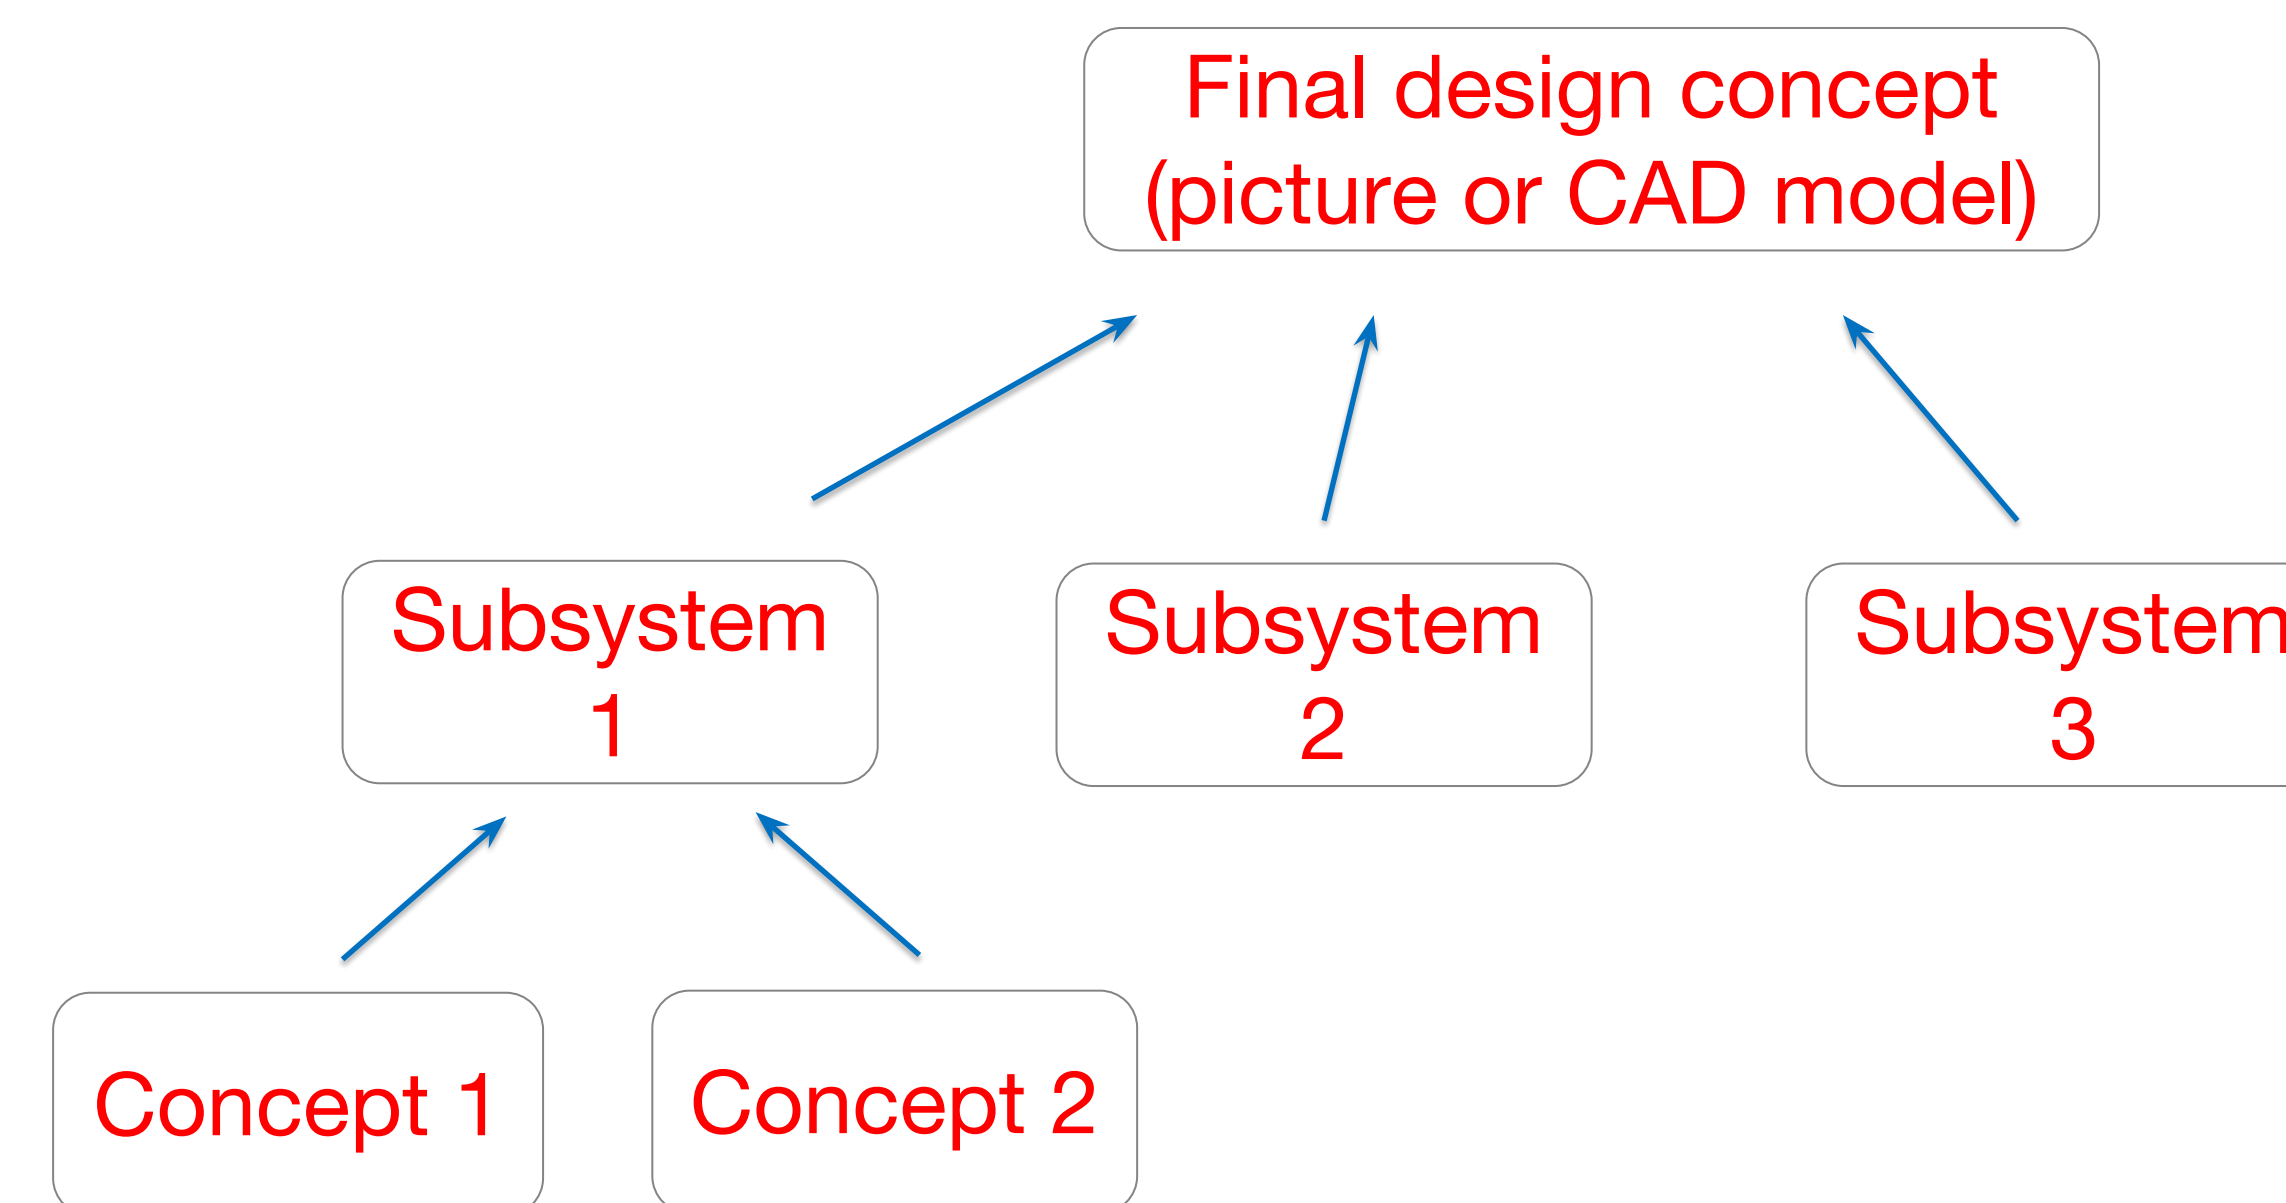 Final design concept
(picture or CAD model)
Subsystem
1
Subsystem
2
Subsystem
3
Concept 1
Concept 2